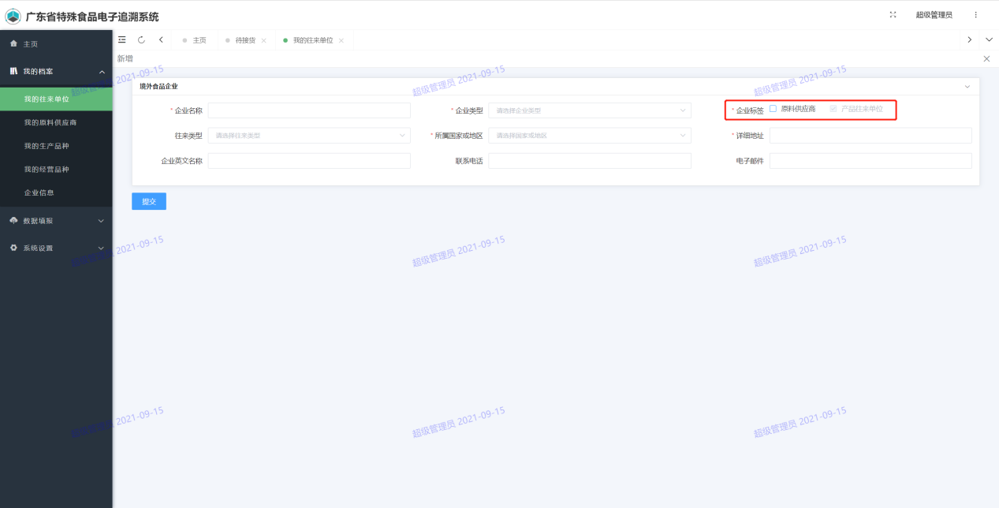 广东省特殊食品电子追溯系统
超级管理员
主页
我的档案
我的往来单位
我的原料供应商
我的生产品种
我的经营品种
企业信息
数据填报
系统设置
主页 待接货 我的往来单位
新增
境外食品企业
* 企业名称
* 企业类型 请选择企业类型
* 企业标签 原料供应商 产品往来单位
往来类型 请选择往来类型
* 所属国家或地区 请选择国家或地区
* 详细地址
企业英文名称
联系电话
电子邮件
提交
超级管理员 2021-09-15
超级管理员 2021-09-15
超级管理员 2021-09-15
超级管理员 2021-09-15
超级管理员 2021-09-15
超级管理员 2021-09-15
超级管理员 2021-09-15
超级管理员 2021-09-15
超级管理员 2021-09-15